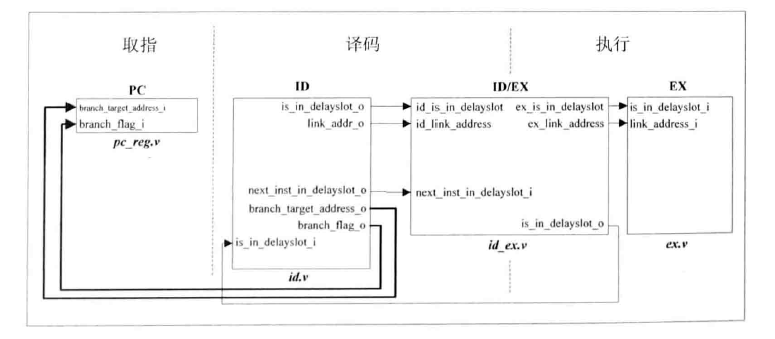 取指 译码 执行
PC ID ID/EX EX
branch_target_address_i
branch_flag_i
pc_reg.v
is_in_delayslot_o
link_addr_o
next_inst_in_delayslot_o
branch_target_address_o
branch_flag_o
is_in_delayslot_i
id.v
id_is_in_delayslot ex_is_in_delayslot
id_link_address ex_link_address
next_inst_in_delayslot_i
is_in_delayslot_o
id_ex.v
is_in_delayslot_i
link_address_i
ex.v